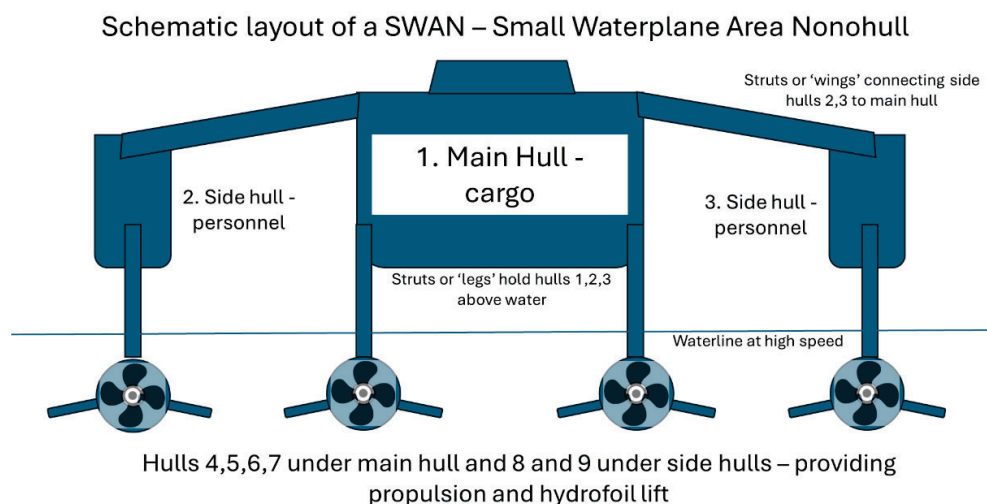 Schematic layout of a SWAN – Small Waterplane Area Nonohull
Struts or ‘wings’ connecting side
hulls 2,3 to main hull
1. Main Hull -
cargo
2. Side hull -
personnel
3. Side hull -
personnel
Struts or ‘legs’ hold hulls 1,2,3
above water
Waterline at high speed
Hulls 4,5,6,7 under main hull and 8 and 9 under side hulls – providing
propulsion and hydrofoil lift